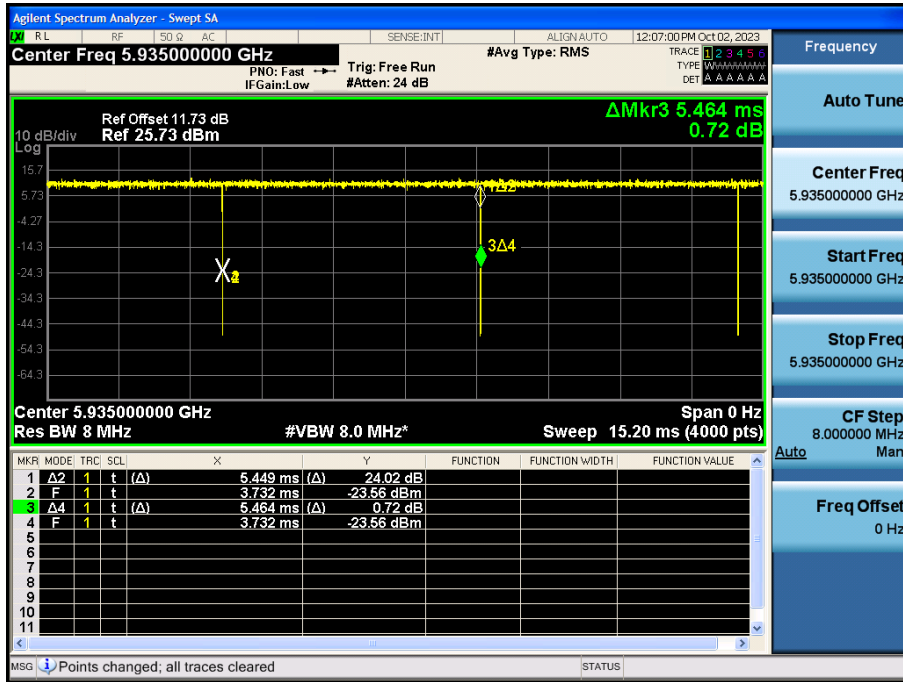 Agilent Spectrum Analyzer - Swept SA
LXI RL RF 50 Ω AC SENSE:INT ALIGN AUTO 12:07:00 PM Oct 02, 2023
Center Freq 5.935000000 GHz
#Avg Type: RMS
TRACE 1 2 3 4 5 6
TYPE
DET A A A A A A
PNO: Fast
IFGain:Low
Trig: Free Run
#Atten: 24 dB
ΔMkr3 5.464 ms
0.72 dB
Ref Offset 11.73 dB
10 dB/div Ref 25.73 dBm
Log
15.7
5.73
-4.27
-14.3
-24.3
-34.3
-44.3
-54.3
-64.3
3Δ4
Center 5.935000000 GHz Span 0 Hz
Res BW 8 MHz #VBW 8.0 MHz* Sweep 15.20 ms (4000 pts)
MKR MODE TRC SCL X Y FUNCTION FUNCTION WIDTH FUNCTION VALUE
1 Δ2 1 t (Δ) 5.449 ms (Δ) 24.02 dB
2 F 1 t 3.732 ms -23.56 dBm
3 Δ4 1 t (Δ) 5.464 ms (Δ) 0.72 dB
4 F 1 t 3.732 ms -23.56 dBm
5
6
7
8
9
10
11
MSG Points changed; all traces cleared STATUS
Frequency
Auto Tune
Center Freq
5.935000000 GHz
Start Freq
5.935000000 GHz
Stop Freq
5.935000000 GHz
CF Step
8.000000 MHz
Auto Man
Freq Offset
0 Hz